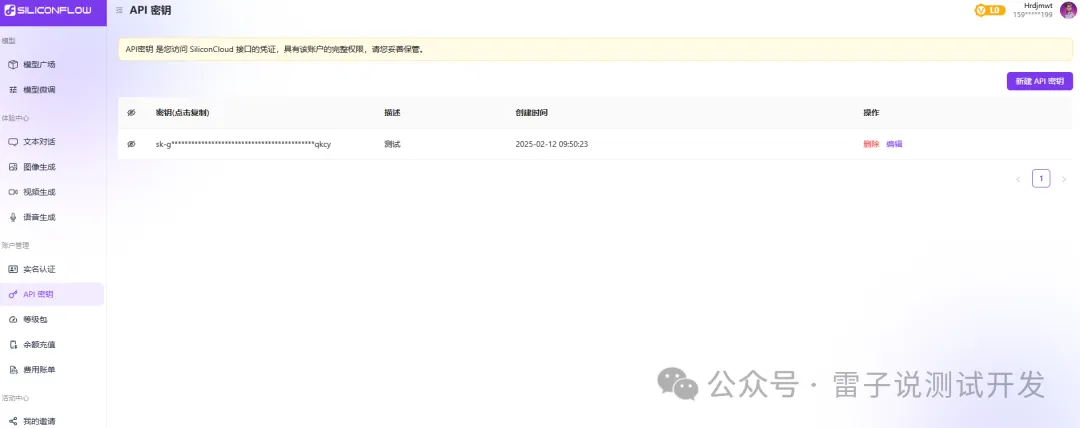 SILICONFLOW
API 密钥
L0
Hrdjmwt
159*****199
模型
模型广场
模型微调
体验中心
文本对话
图像生成
视频生成
语音生成
账户管理
实名认证
API 密钥
等级包
余额充值
费用账单
活动中心
我的邀请
API密钥 是您访问 SiliconCloud 接口的凭证，具有该账户的完整权限，请您妥善保管。
新建 API 密钥
密钥(点击复制) 描述 创建时间 操作
sk-g********************************************qkcy 测试 2025-02-12 09:50:23 删除 编辑
1
公众号 · 雷子说测试开发